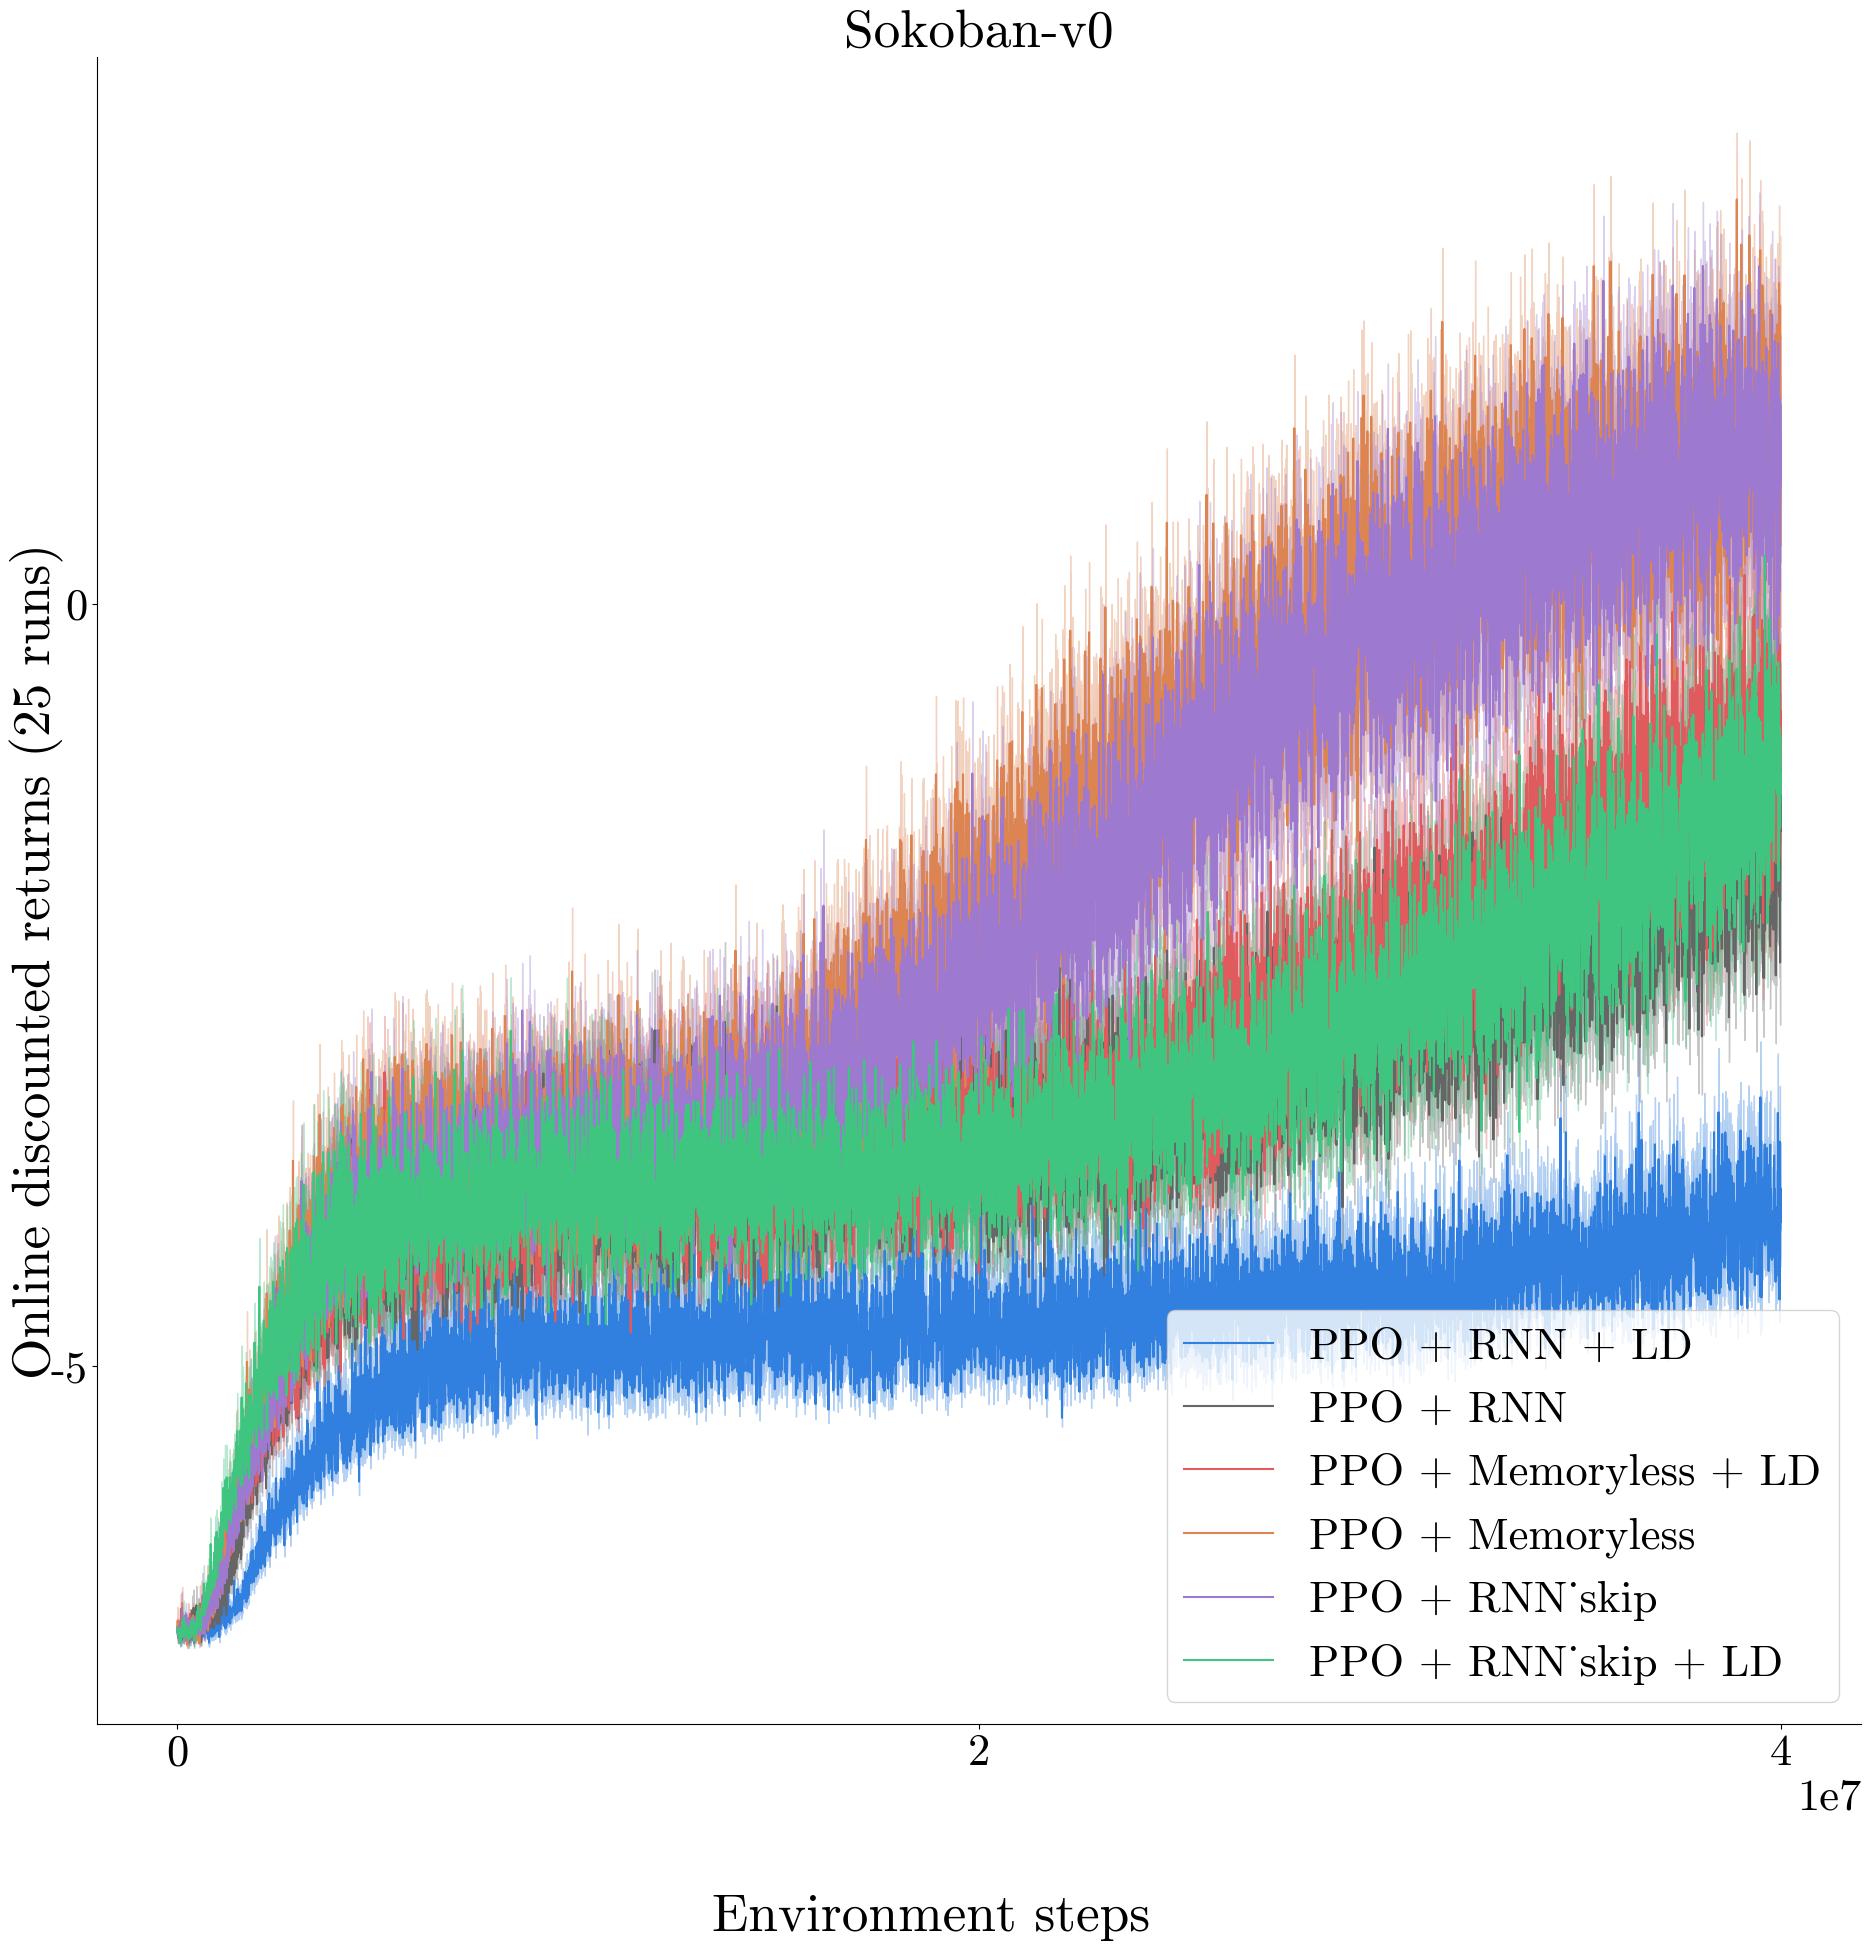 Sokoban-v0
Online discounted returns (25 runs)
0
-5
PPO + RNN + LD
PPO + RNN
PPO + Memoryless + LD
PPO + Memoryless
PPO + RNN˙skip
PPO + RNN˙skip + LD
0 2 4
1e7
Environment steps